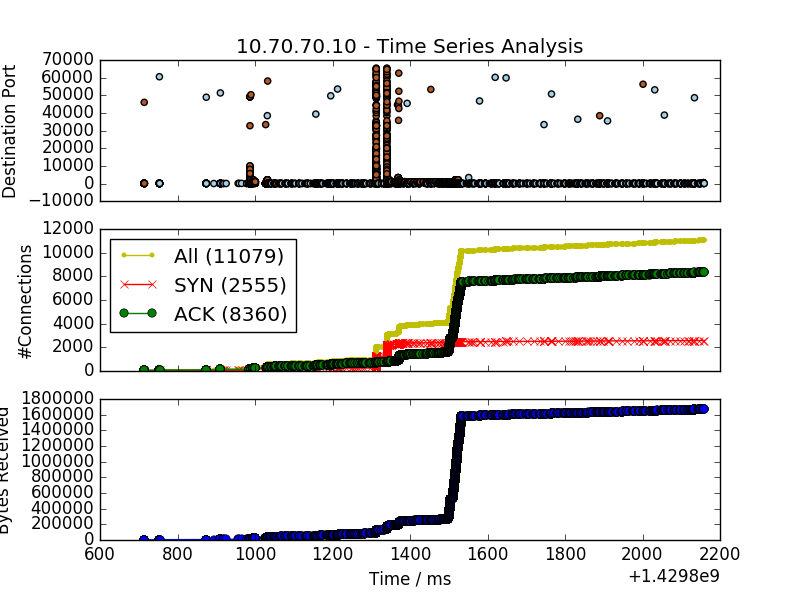 10.70.70.10 - Time Series Analysis
Destination Port
70000
60000
50000
40000
30000
20000
10000
0
−10000
#Connections
12000
10000
8000
6000
4000
2000
0
All (11079)
SYN (2555)
ACK (8360)
Bytes Received
1800000
1600000
1400000
1200000
1000000
800000
600000
400000
200000
0
600 800 1000 1200 1400 1600 1800 2000 2200
Time / ms
+1.4298e9